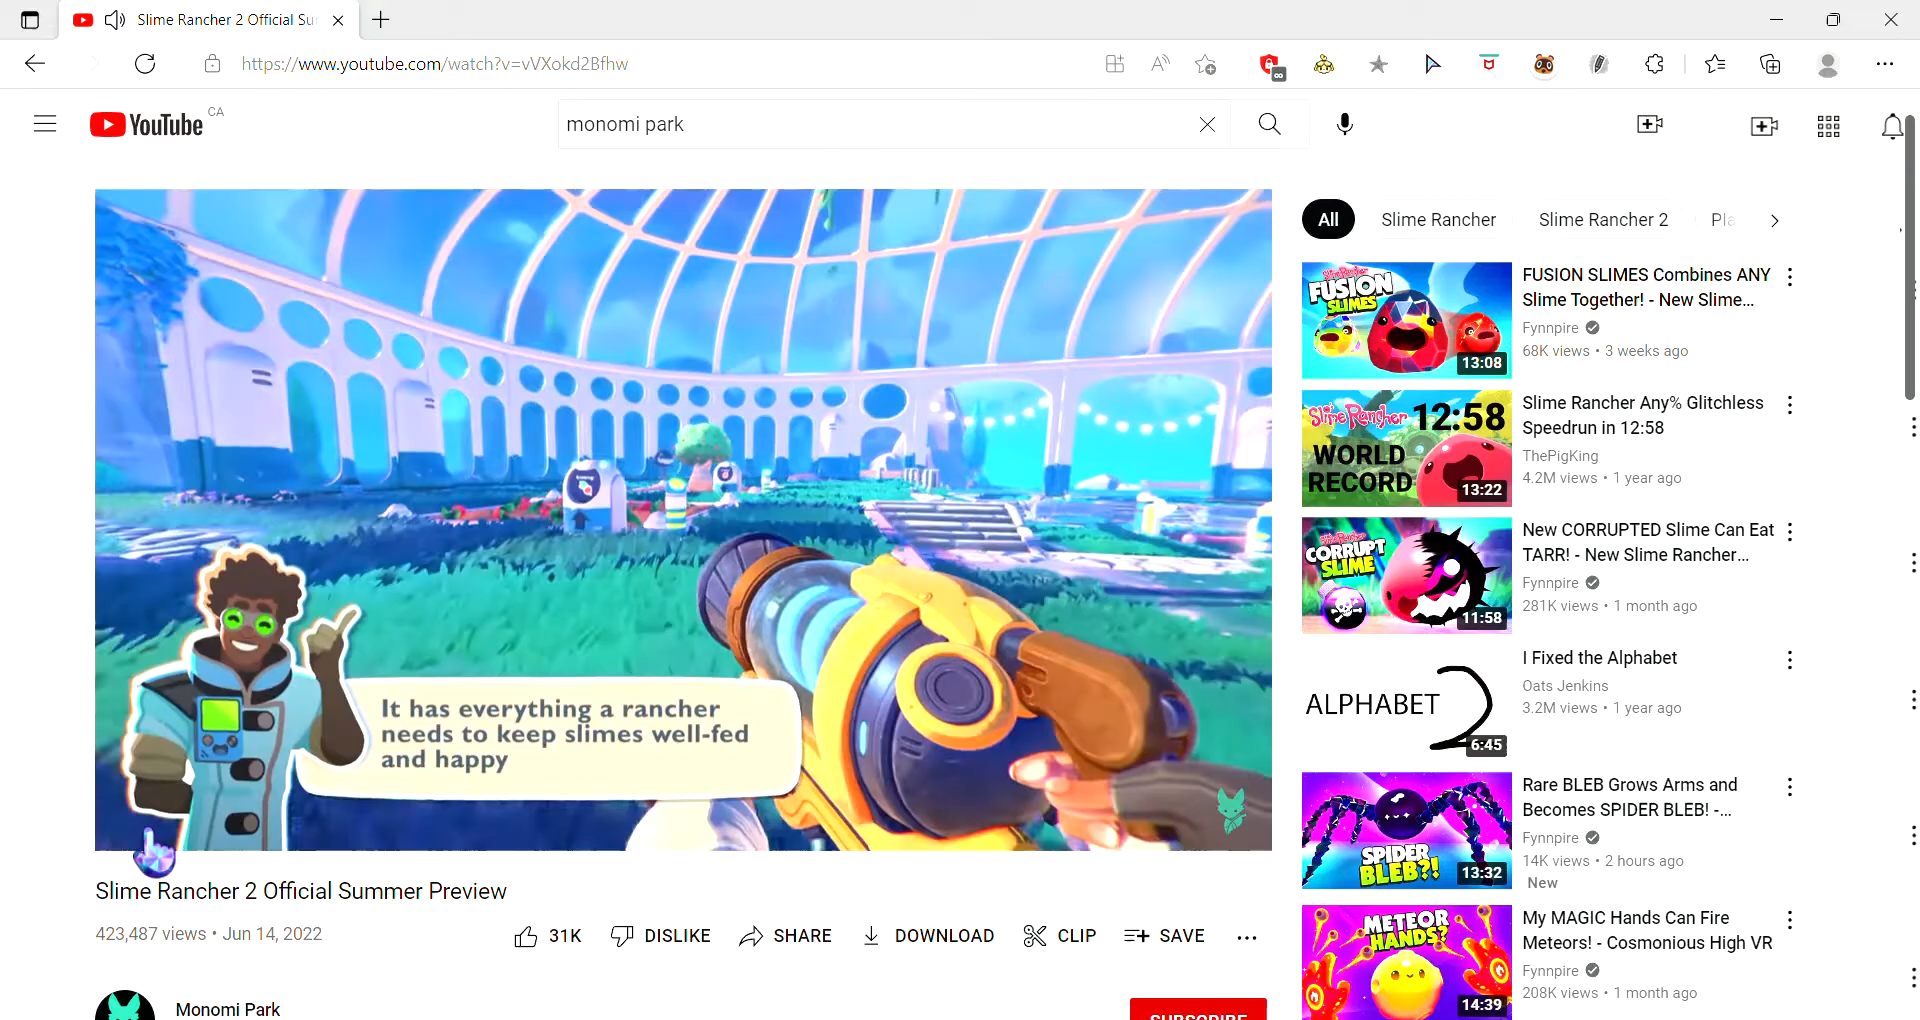 Slime Rancher 2 Official Su
https://www.youtube.com/watch?v=vVXokd2Bfhw
YouTube CA
monomi park
All
Slime Rancher
Slime Rancher 2
Pla
It has everything a rancher
needs to keep slimes well-fed
and happy
Slime Rancher 2 Official Summer Preview
423,487 views • Jun 14, 2022
31K
DISLIKE
SHARE
DOWNLOAD
CLIP
SAVE
Monomi Park
SUBSCRIBE
Slime Rancher
FUSION
SLIMES
13:08
FUSION SLIMES Combines ANY
Slime Together! - New Slime...
Fynnpire
68K views • 3 weeks ago
Slime Rancher 12:58
WORLD
RECORD
13:22
Slime Rancher Any% Glitchless
Speedrun in 12:58
ThePigKing
4.2M views • 1 year ago
Slime Rancher
CORRUPT
SLIME
11:58
New CORRUPTED Slime Can Eat
TARR! - New Slime Rancher...
Fynnpire
281K views • 1 month ago
ALPHABET 2
6:45
I Fixed the Alphabet
Oats Jenkins
3.2M views • 1 year ago
SPIDER
BLEB?!
13:32
Rare BLEB Grows Arms and
Becomes SPIDER BLEB! -...
Fynnpire
14K views • 2 hours ago
New
METEOR
HANDS?
14:39
My MAGIC Hands Can Fire
Meteors! - Cosmonious High VR
Fynnpire
208K views • 1 month ago